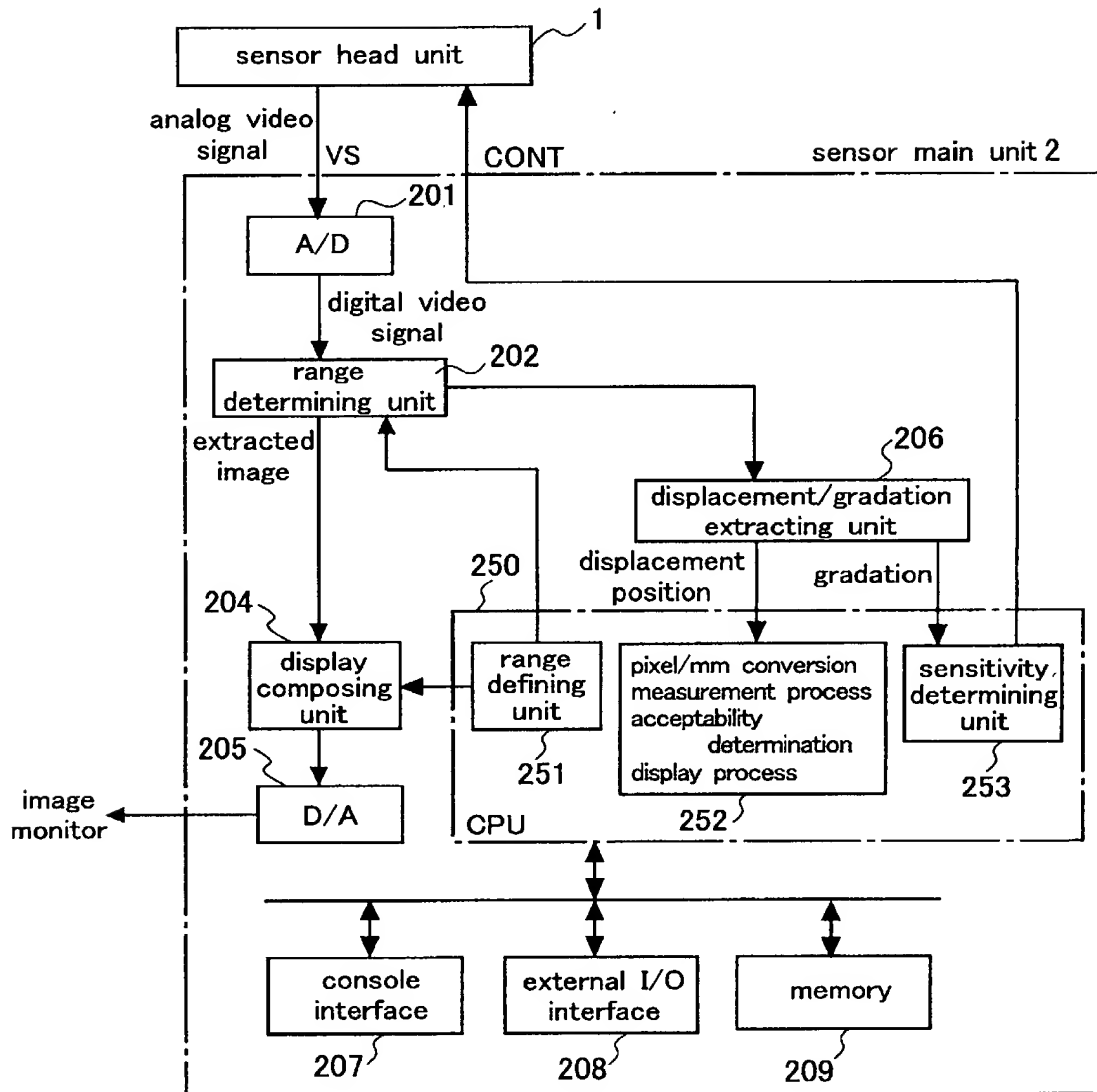 1
sensor head unit
analog video
signal
VS
CONT
sensor main unit 2
201
A/D
digital video
signal
202
range
determining unit
extracted
image
206
displacement/gradation
extracting unit
displacement
position
gradation
250
204
display
composing
unit
range
defining
unit
251
pixel/mm conversion
measurement process
acceptability
determination
display process
252
sensitivity
determining
unit
253
205
D/A
image
monitor
CPU
console
interface
207
external I/O
interface
208
memory
209